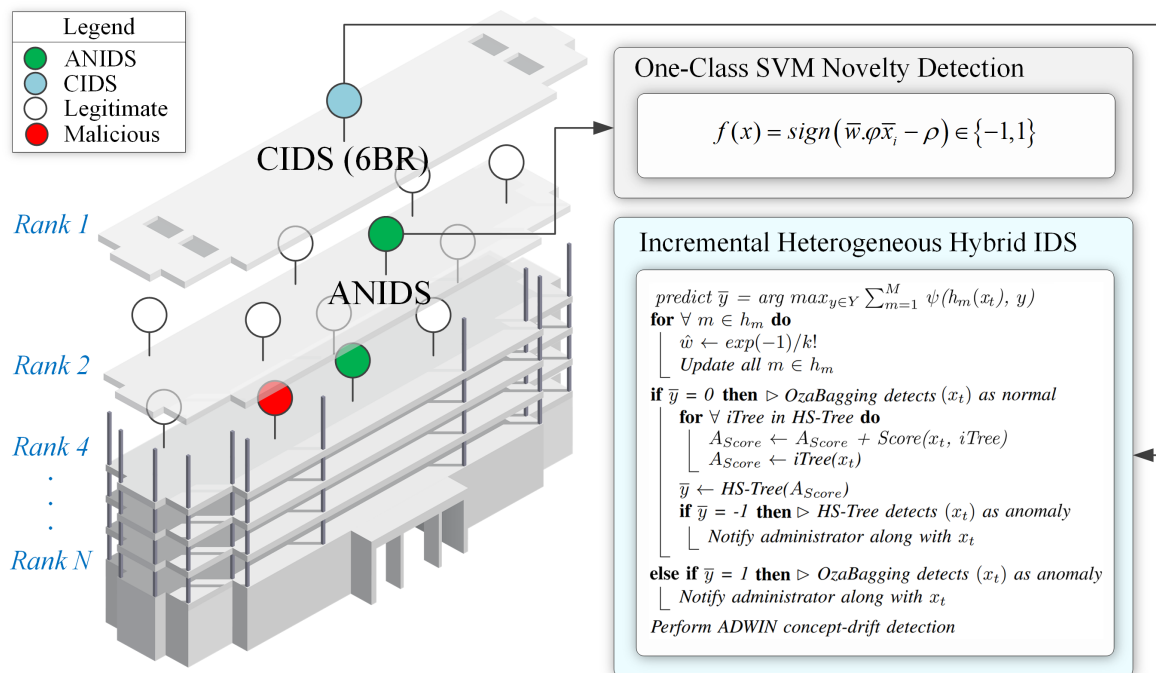 Legend
ANIDS
CIDS
Legitimate
Malicious
CIDS (6BR)
Rank 1
ANIDS
Rank 2
Rank 4
.
.
.
Rank N
One-Class SVM Novelty Detection
f(x) = sign(w̅.φx̅ᵢ − ρ) ∈ {−1,1}
Incremental Heterogeneous Hybrid IDS
predict y̅ = arg max_{y∈Y} ∑_{m=1}^{M} ψ(h_m(x_t), y)
for ∀ m ∈ h_m do
ŵ ← exp(−1)/k!
Update all m ∈ h_m
if y̅ = 0 then ▷ OzaBagging detects (x_t) as normal
for ∀ iTree in HS-Tree do
A_Score ← A_Score + Score(x_t, iTree)
A_Score ← iTree(x_t)
y̅ ← HS-Tree(A_Score)
if y̅ = -1 then ▷ HS-Tree detects (x_t) as anomaly
Notify administrator along with x_t
else if y̅ = 1 then ▷ OzaBagging detects (x_t) as anomaly
Notify administrator along with x_t
Perform ADWIN concept-drift detection